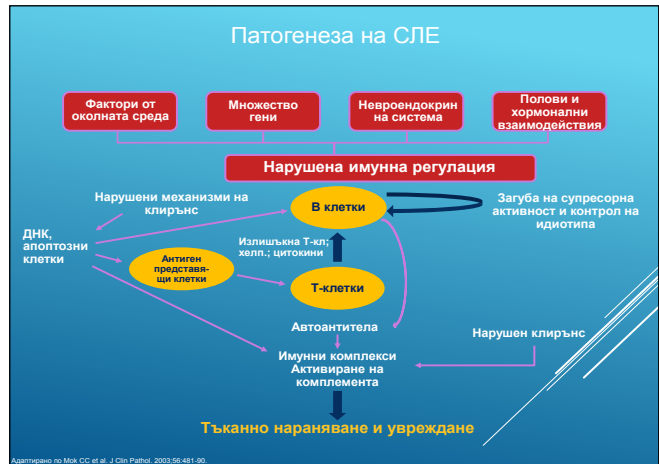 Патогенеза на СЛЕ
Фактори от
околната среда
Множество
гени
Невроендокрин
на система
Полови и
хормонални
взаимодействия
Нарушена имунна регулация
Нарушени механизми на
клирънс
В клетки
Загуба на супресорна
активност и контрол на
идиотипа
ДНК,
апоптозни
клетки
Излишъкна Т-кл;
хелп.; цитокини
Антиген
представя-
щи клетки
Т-клетки
Автоантитела
Нарушен клирънс
Имунни комплекси
Активиране на
комплемента
Тъканно нараняване и увреждане
Адаптирано по Mok CC et al. J Clin Pathol. 2003;56:481-90.